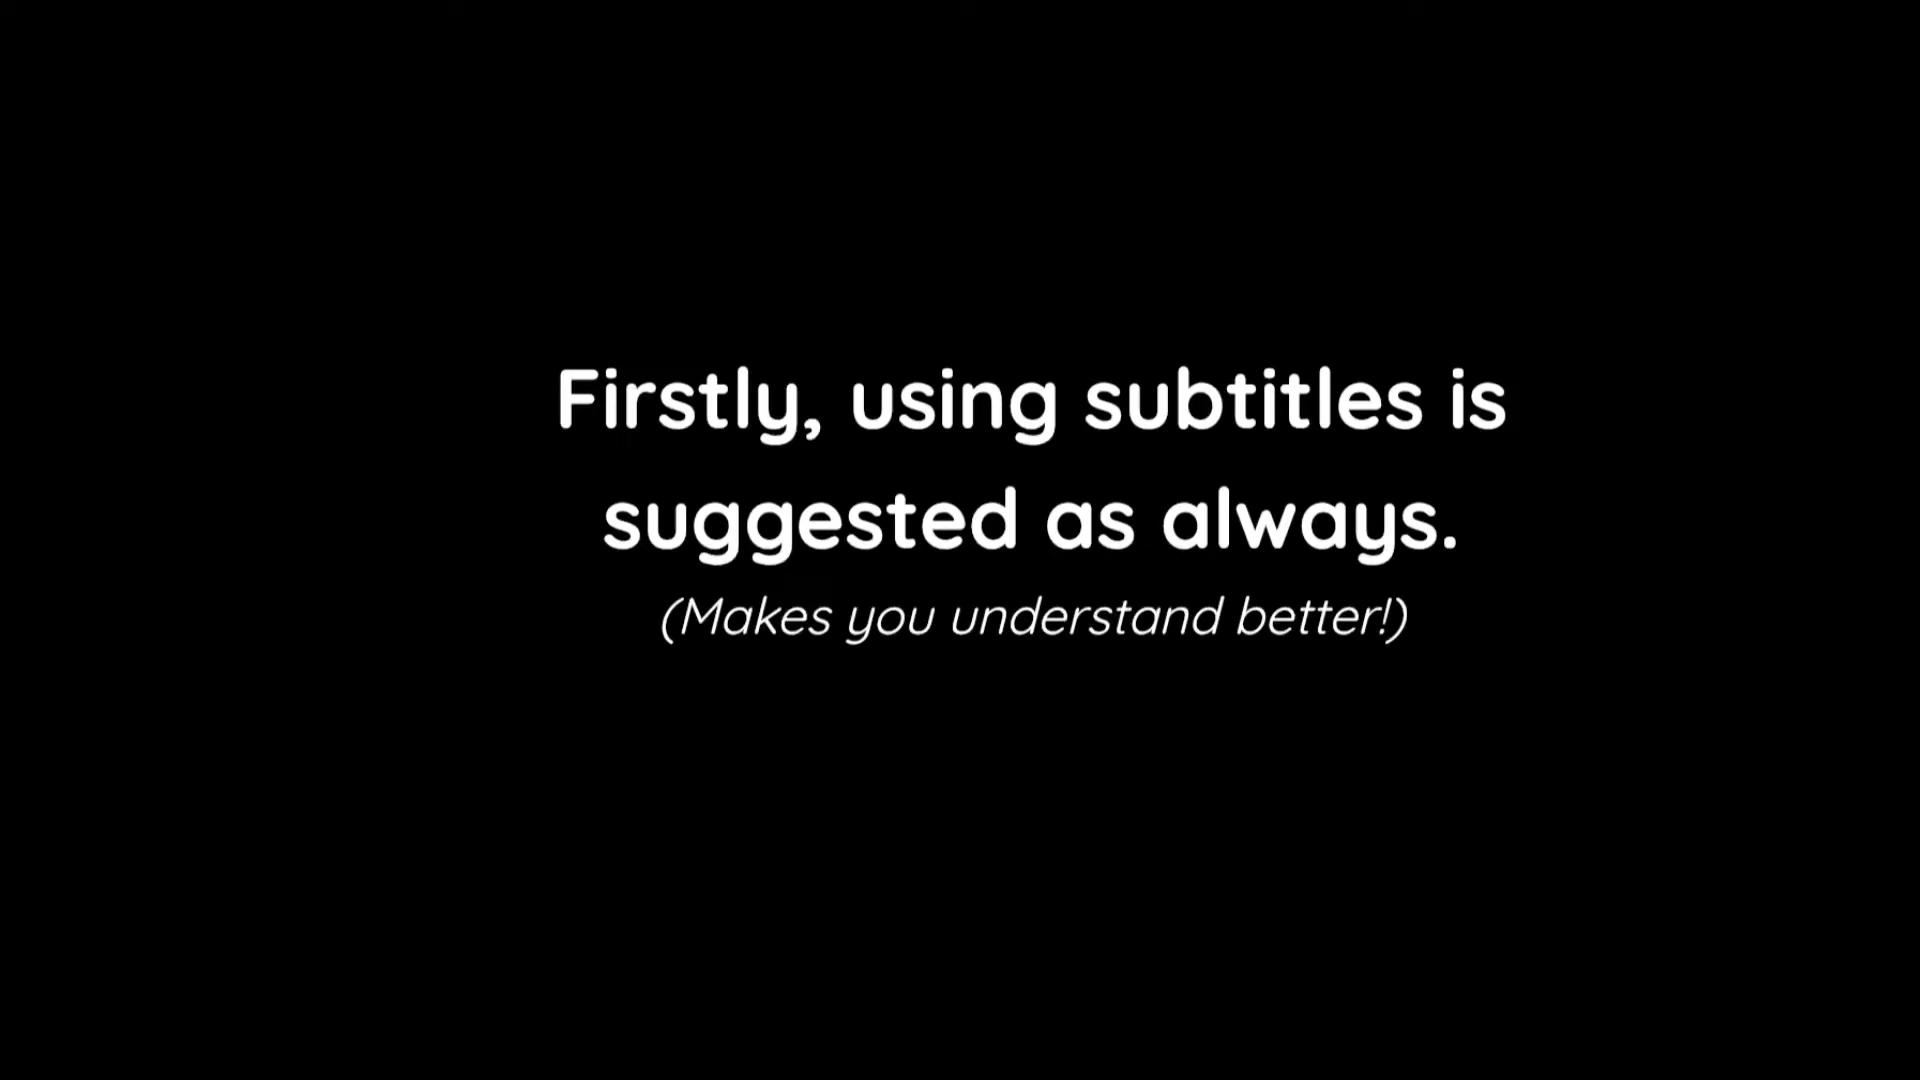 Firstly, using subtitles is
suggested as always.
(Makes you understand better!)